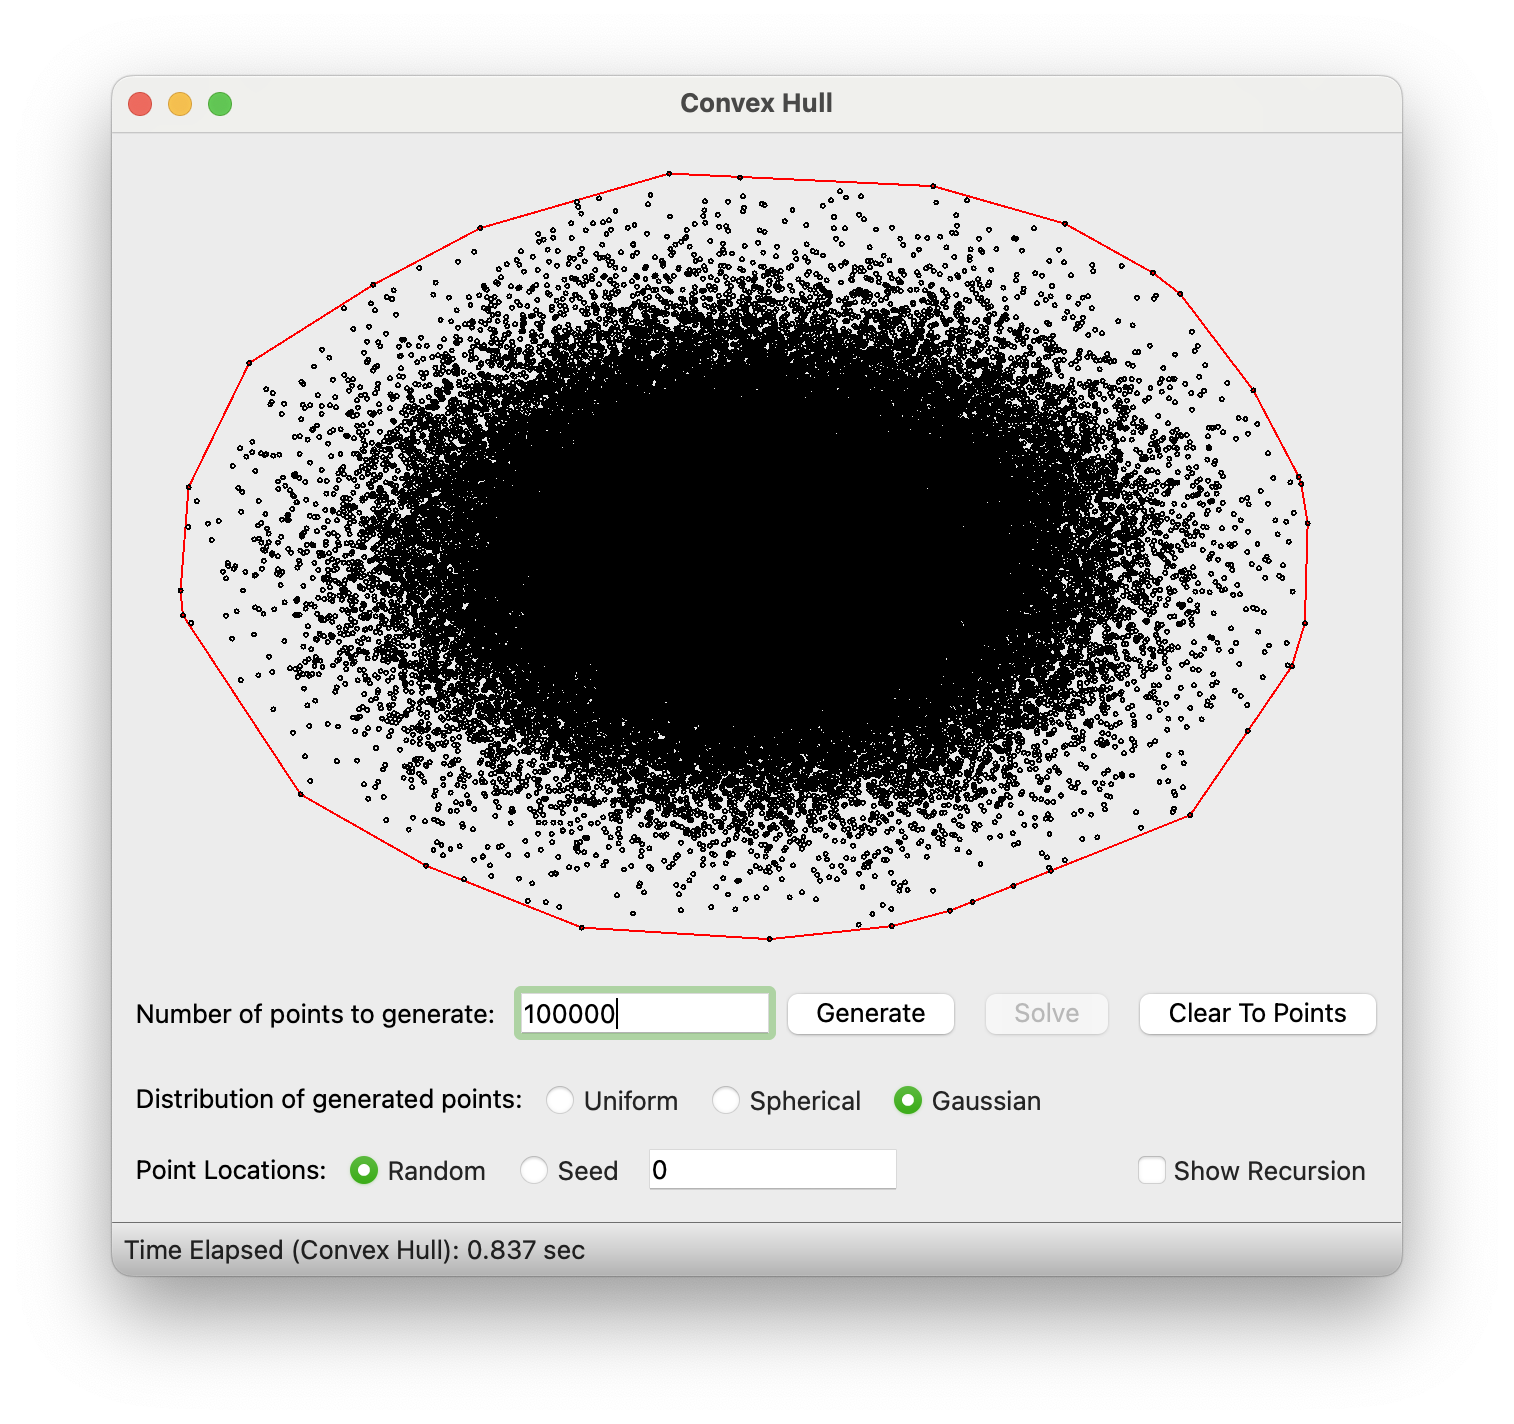 Convex Hull
Number of points to generate: 100000 Generate Solve Clear To Points
Distribution of generated points: Uniform Spherical Gaussian
Point Locations: Random Seed 0 Show Recursion
Time Elapsed (Convex Hull): 0.837 sec